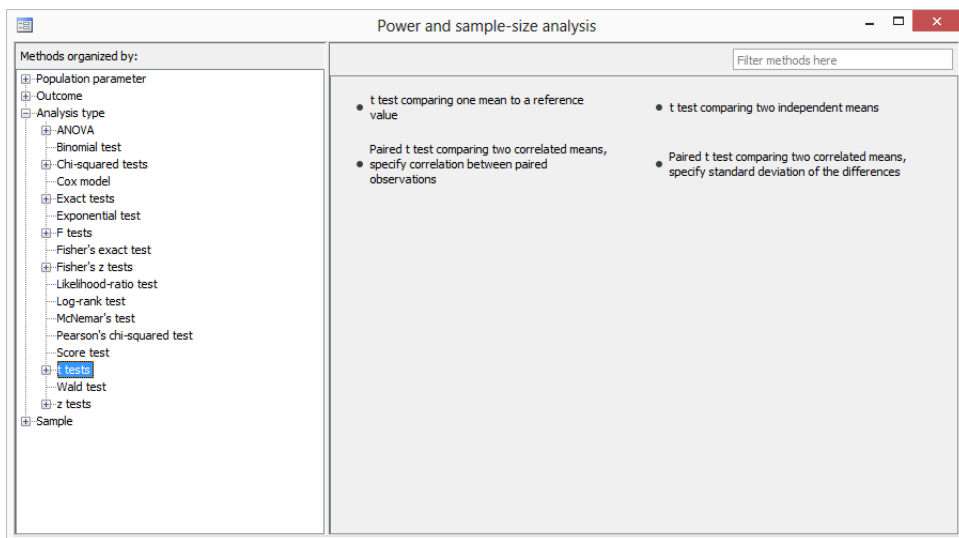 Power and sample-size analysis
Methods organized by:
Filter methods here
Population parameter
Outcome
Analysis type
ANOVA
Binomial test
Chi-squared tests
Cox model
Exact tests
Exponential test
F tests
Fisher's exact test
Fisher's z tests
Likelihood-ratio test
Log-rank test
McNemar's test
Pearson's chi-squared test
Score test
t tests
Wald test
z tests
Sample
t test comparing one mean to a reference
value
t test comparing two independent means
Paired t test comparing two correlated means,
specify correlation between paired
observations
Paired t test comparing two correlated means,
specify standard deviation of the differences